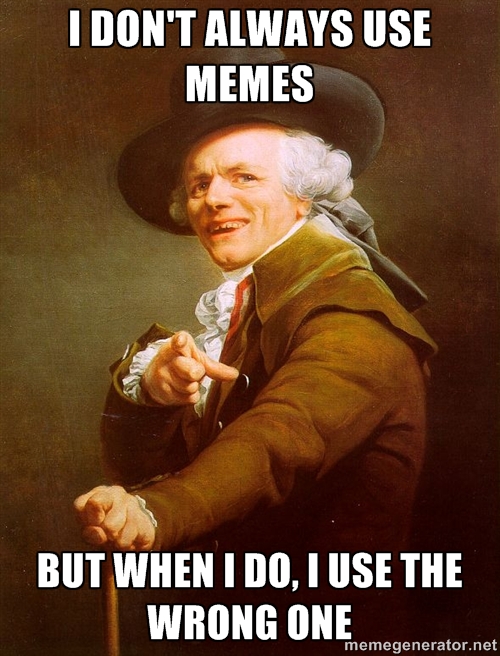 I DON'T ALWAYS USE
MEMES
BUT WHEN I DO, I USE THE
WRONG ONE
memegenerator.net